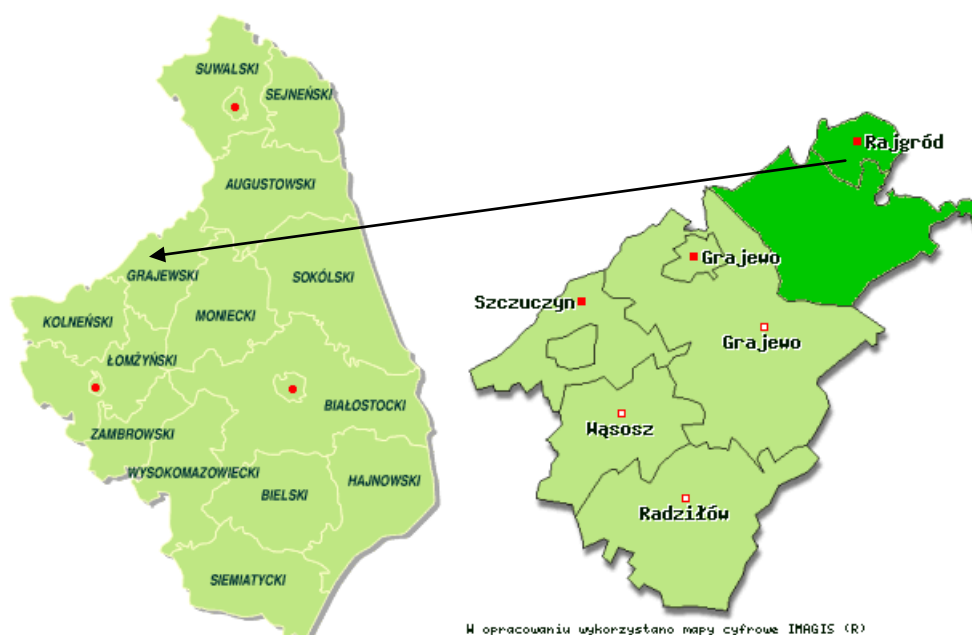 SUWALSKI
SEJNEŃSKI
AUGUSTOWSKI
GRAJEWSKI
SOKÓLSKI
KOLNEŃSKI
MONIECKI
ŁOMŻYŃSKI
BIAŁOSTOCKI
ZAMBROWSKI
WYSOKOMAZOWIECKI
BIELSKI
HAJNOWSKI
SIEMIATYCKI
Rajgród
Grajewo
Szczuczyn
Grajewo
Wąsosz
Radziłów
W opracowaniu wykorzystano mapy cyfrowe IMAGIS (R)